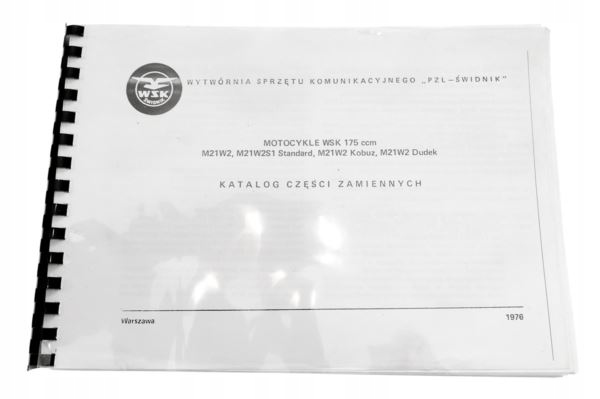 WSK
ŚWIDNIK
WYTWÓRNIA SPRZĘTU KOMUNIKACYJNEGO „PZL–ŚWIDNIK"
MOTOCYKLE WSK 175 ccm
M21W2, M21W2S1 Standard, M21W2 Kobuz, M21W2 Dudek
KATALOG CZĘŚCI ZAMIENNYCH
Warszawa
1976